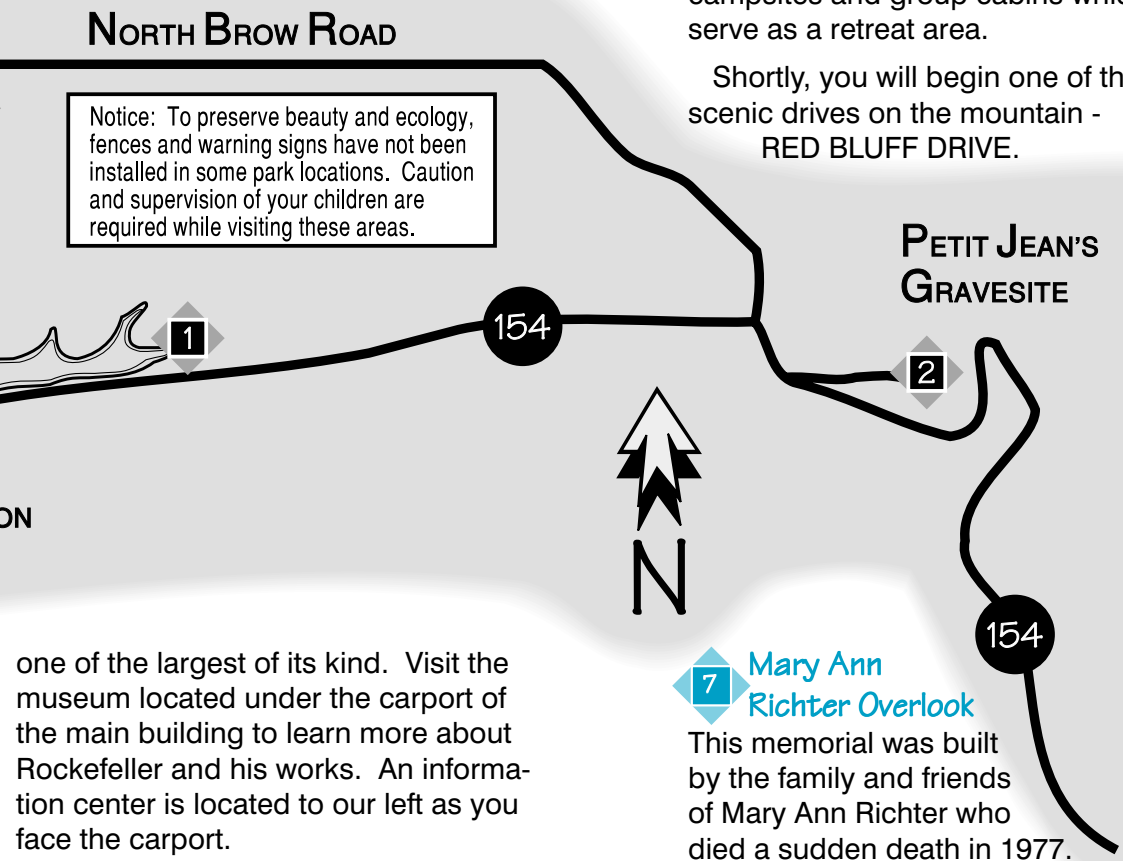 campsites and group cabins
serve as a retreat area.
Shortly, you will begin one of
scenic drives on the mountain -
RED BLUFF DRIVE.
NORTH BROW ROAD
Notice: To preserve beauty and ecology,
fences and warning signs have not been
installed in some park locations. Caution
and supervision of your children are
required while visiting these areas.
PETIT JEAN'S
GRAVESITE
1
154
2
N
ON
154
one of the largest of its kind. Visit the
museum located under the carport of
the main building to learn more about
Rockefeller and his works. An informa-
tion center is located to our left as you
face the carport.
7
Mary Ann
Richter Overlook
This memorial was built
by the family and friends
of Mary Ann Richter who
died a sudden death in 1977.